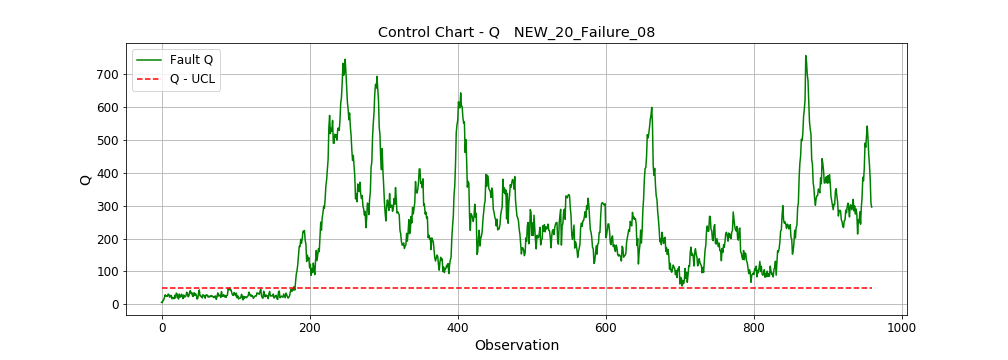 Control Chart - Q   NEW_20_Failure_08
Fault Q
Q - UCL
Q
700
600
500
400
300
200
100
0
0 200 400 600 800 1000
Observation